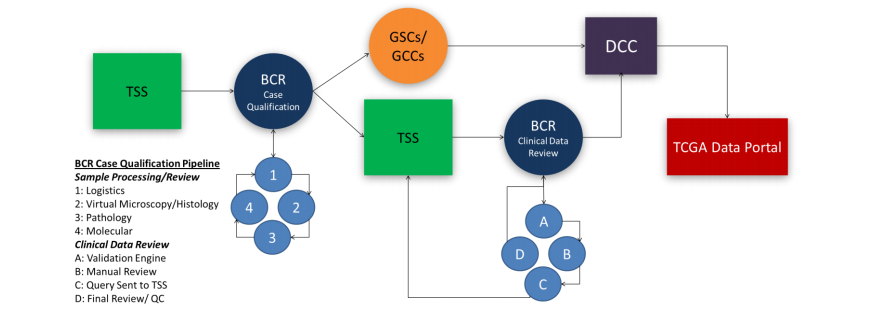 TSS
BCR
Case
Qualification
GSCs/
GCCs
DCC
TSS
BCR
Clinical Data
Review
TCGA Data Portal
1
4
2
3
A
D
B
C
BCR Case Qualification Pipeline
Sample Processing/Review
1: Logistics
2: Virtual Microscopy/Histology
3: Pathology
4: Molecular
Clinical Data Review
A: Validation Engine
B: Manual Review
C: Query Sent to TSS
D: Final Review/ QC